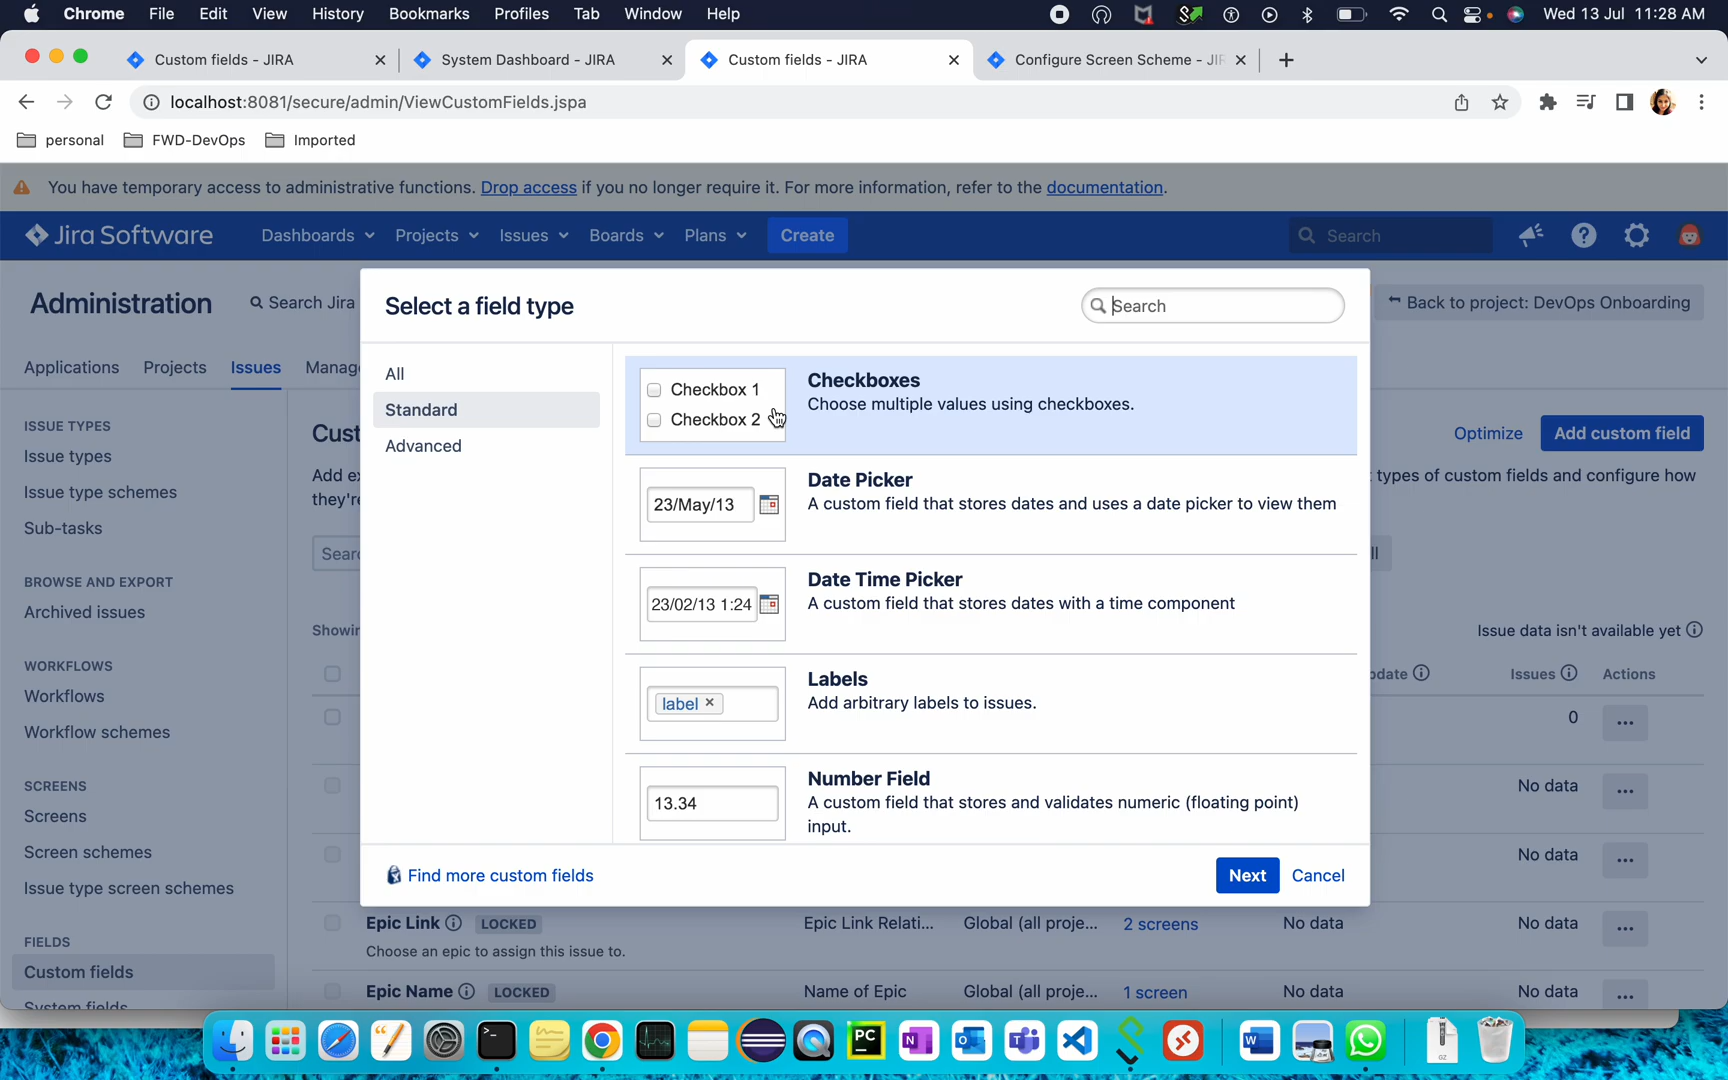 Chrome File Edit View History Bookmarks Profiles Tab Window Help Wed 13 Jul 11:28 AM
Custom fields - JIRA System Dashboard - JIRA Custom fields - JIRA Configure Screen Scheme - JIR
localhost:8081/secure/admin/ViewCustomFields.jspa
personal FWD-DevOps Imported
You have temporary access to administrative functions. Drop access if you no longer require it. For more information, refer to the documentation.
Jira Software Dashboards Projects Issues Boards Plans Create Search
Administration Search Jira Back to project: DevOps Onboarding
Applications Projects Issues Manag
ISSUE TYPES
Issue types
Issue type schemes
Sub-tasks
BROWSE AND EXPORT
Archived issues
WORKFLOWS
Workflows
Workflow schemes
SCREENS
Screens
Screen schemes
Issue type screen schemes
FIELDS
Custom fields
System fields
Cust
Optimize Add custom field
Add ex
types of custom fields and configure how
they're
Sear
Showin
Issue data isn't available yet
pdate Issues Actions
0 ...
No data ...
No data ...
Select a field type
Search
All
Standard
Advanced
Checkbox 1
Checkbox 2
Checkboxes
Choose multiple values using checkboxes.
23/May/13
Date Picker
A custom field that stores dates and uses a date picker to view them
23/02/13 1:24
Date Time Picker
A custom field that stores dates with a time component
label ×
Labels
Add arbitrary labels to issues.
13.34
Number Field
A custom field that stores and validates numeric (floating point)
input.
Find more custom fields
Next Cancel
Epic Link LOCKED Epic Link Relati... Global (all proje... 2 screens No data No data ...
Choose an epic to assign this issue to.
Epic Name LOCKED Name of Epic Global (all proje... 1 screen No data No data ...
PC
N
O
T
W
GZ